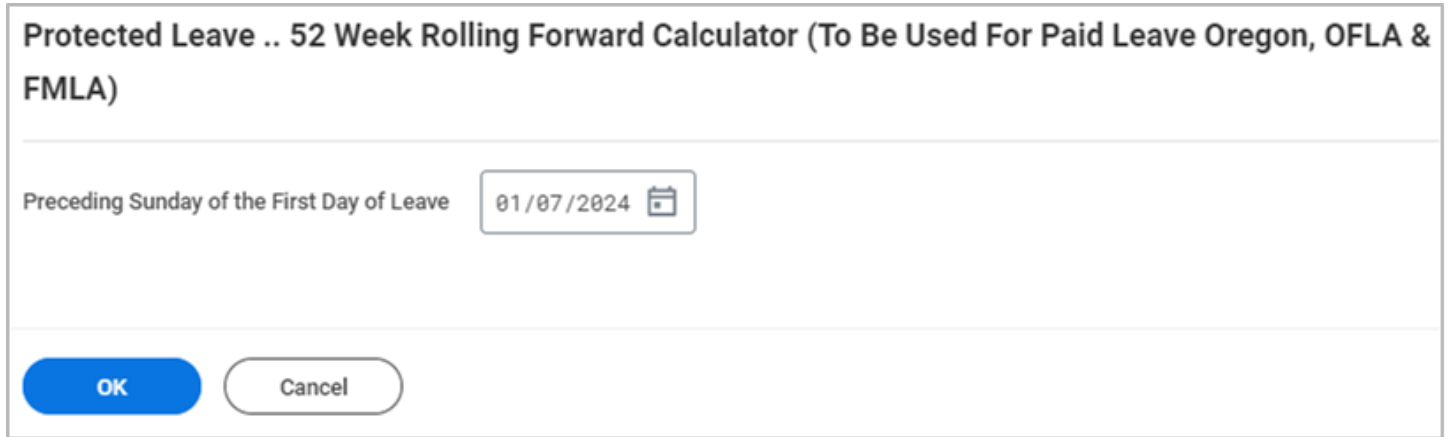 Protected Leave .. 52 Week Rolling Forward Calculator (To Be Used For Paid Leave Oregon, OFLA &
FMLA)
Preceding Sunday of the First Day of Leave 01/07/2024
OK Cancel